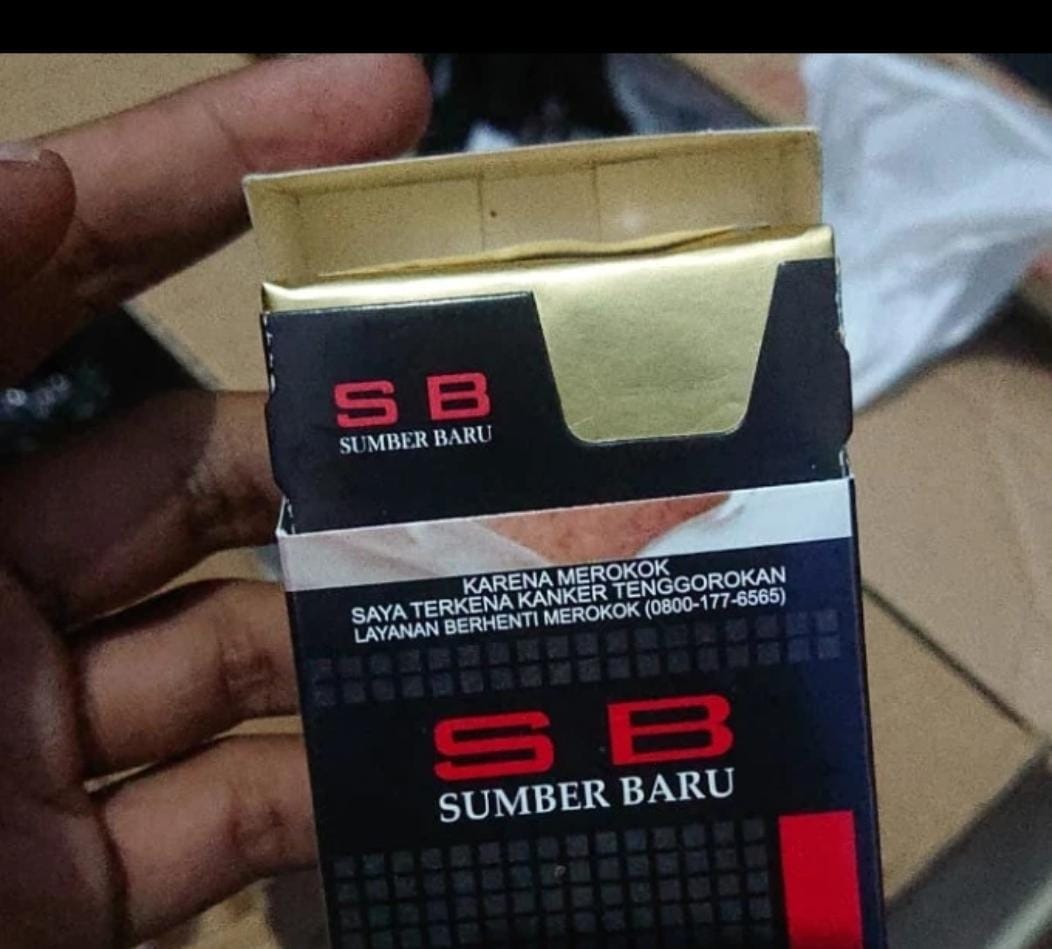 S B
SUMBER BARU
KARENA MEROKOK
SAYA TERKENA KANKER TENGGOROKAN
LAYANAN BERHENTI MEROKOK (0800-177-6565)
S B
SUMBER BARU